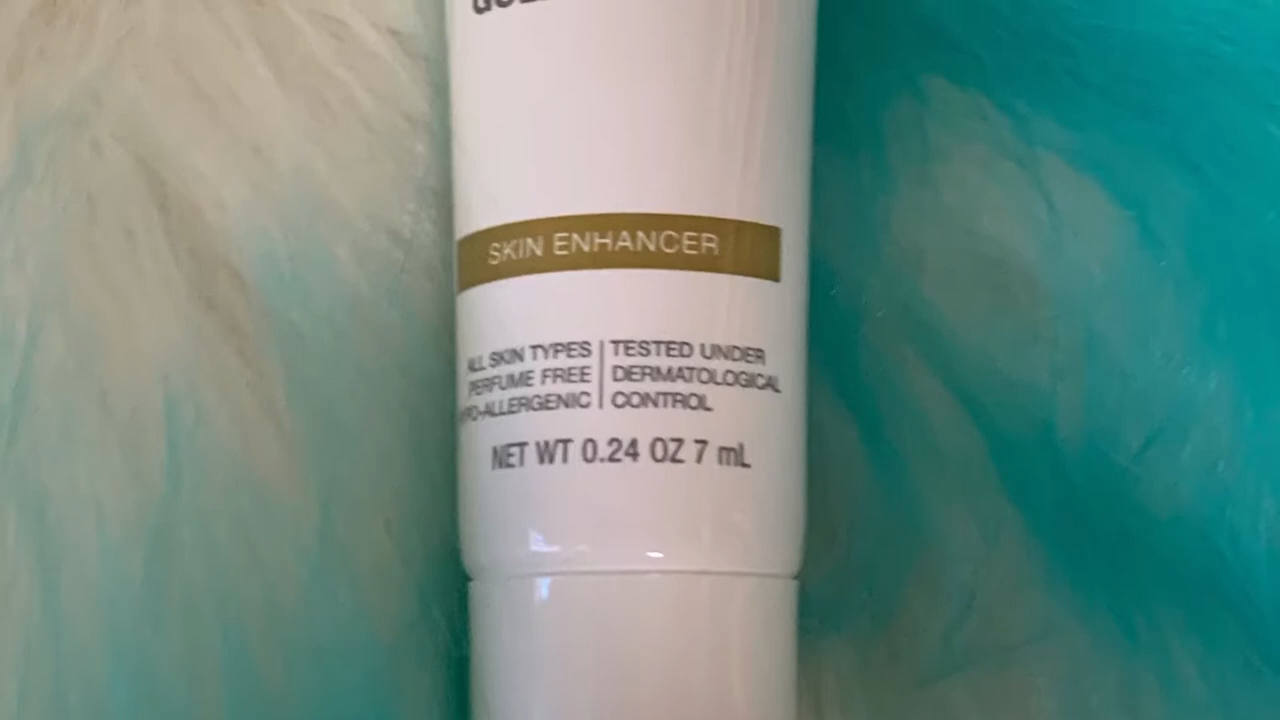 SKIN ENHANCER
ALL SKIN TYPES
PERFUME FREE
TESTED UNDER
DERMATOLOGICAL
CONTROL
NET WT 0.24 OZ 7 mL